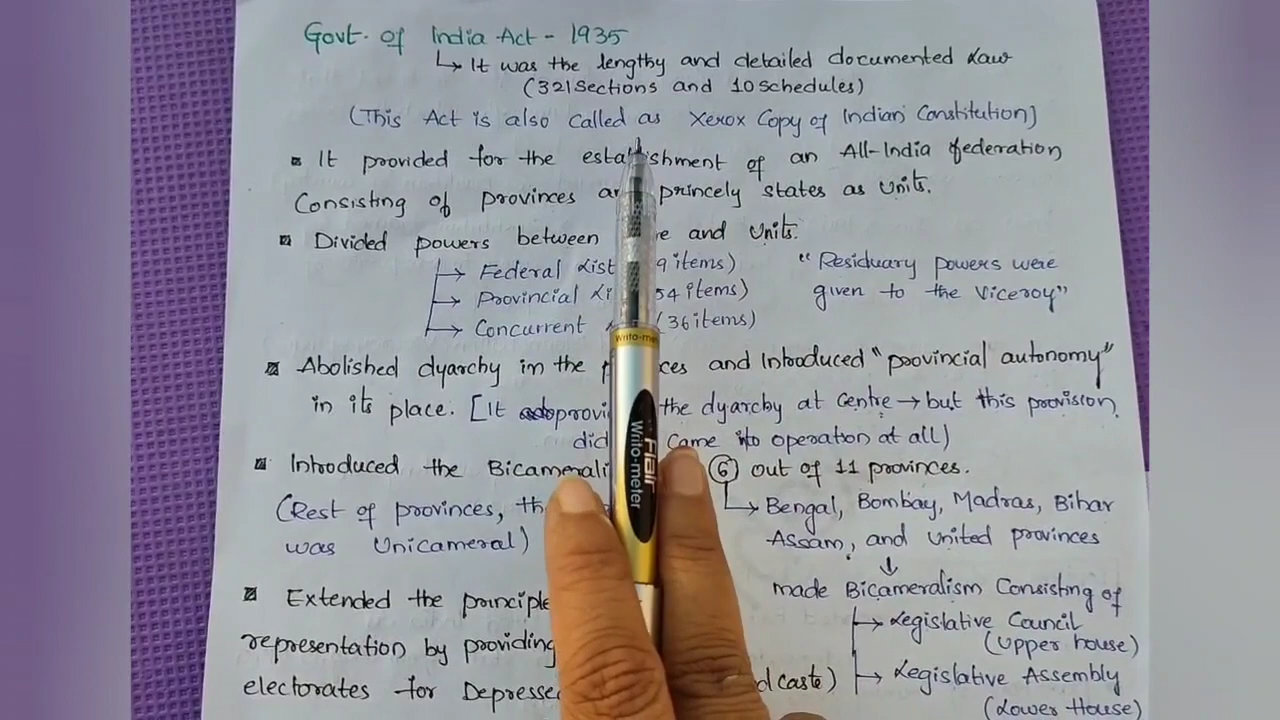 Govt. of India Act - 1935
↳ It was the lengthy and detailed documented Law
(321 Sections and 10 Schedules)
(This Act is also called as Xerox Copy of Indian Constitution]
It provided for the establishment of an All-India federation
Consisting of provinces princely states as Units.
Divided powers between and Units.
→ Federal List 9 items)
→ Provincial 54 items)
→ Concurrent (36 items)
"Residuary powers were
given to the Viceroy"
Abolished dyarchy in the and Introduced "provincial autonomy"
in its place. [It the dyarchy at Centre → but this provision
did came into operation at all)
Introduced the 6 out of 11 provinces.
(Rest of provinces,
was Unicameral)
↳ Bengal, Bombay, Madras, Bihar
Assam, and United provinces
↓
made Bicameralism Consisting of
→ Legislative Council
(Upper house)
→ Legislative Assembly
(Lower House)
Extended the
representation by providing
electorates for caste)
Writo-meter
Flair
Writo-meter